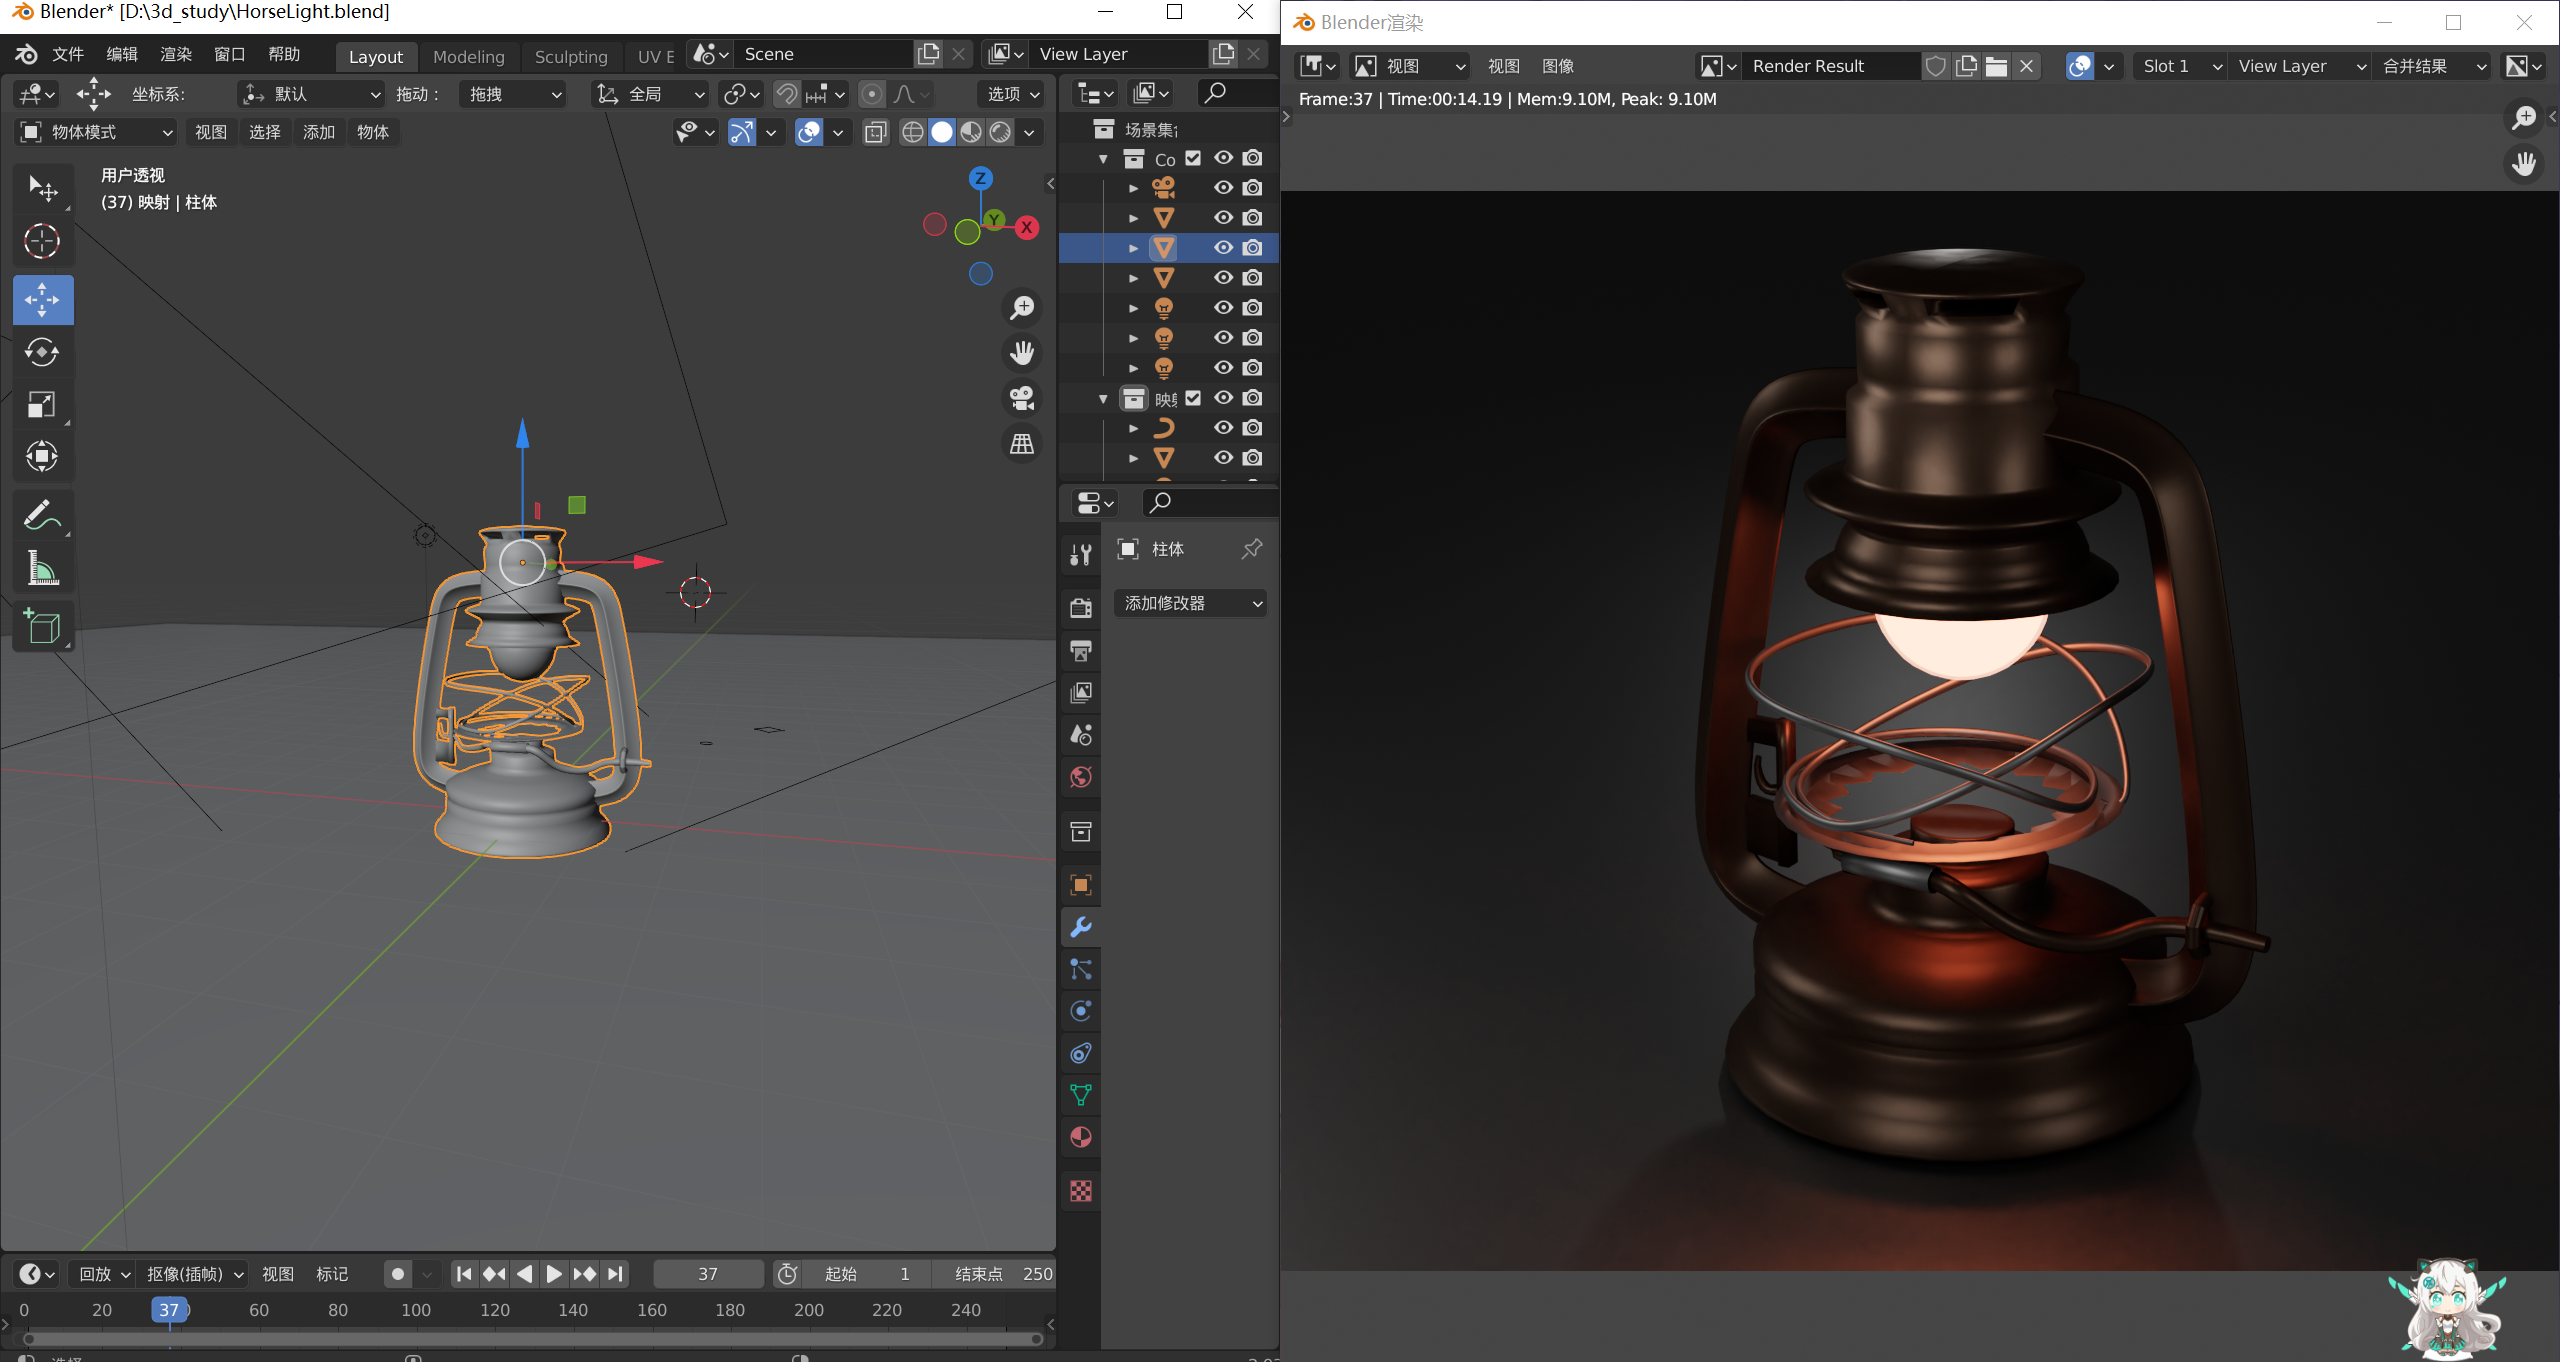 Blender* [D:\3d_study\HorseLight.blend]
文件 编辑 渲染 窗口 帮助 Layout Modeling Sculpting UV E Scene View Layer
坐标系: 默认 拖动: 拖拽 全局 选项
物体模式 视图 选择 添加 物体
用户透视
(37) 映射 | 柱体
Z
Y
X
场景集
Co
映
柱体
添加修改器
回放 抠像(插帧) 视图 标记 37 起始 1 结束点 250
0 20 37 60 80 100 120 140 160 180 200 220 240
Blender渲染
视图 视图 图像 Render Result Slot 1 View Layer 合并结果
Frame:37 | Time:00:14.19 | Mem:9.10M, Peak: 9.10M